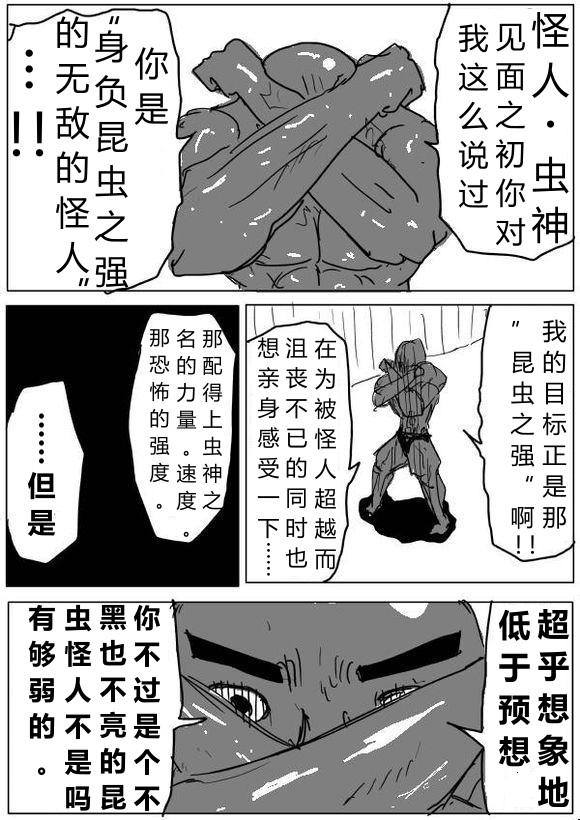 怪人·虫神
见面之初你对
我这么说过
你是
“身负昆虫之强
的无敌的怪人”
…!!
我的目标正是那
“昆虫之强“啊!!
在为被怪人超越而
沮丧不已的同时也
想亲身感受一下……
那配得上虫神之
名的力量。速度。
那恐怖的强度。
……但是
超乎想象地
低于预想
你不过是个不
黑也不亮的昆
虫怪人不是吗
有够弱的。